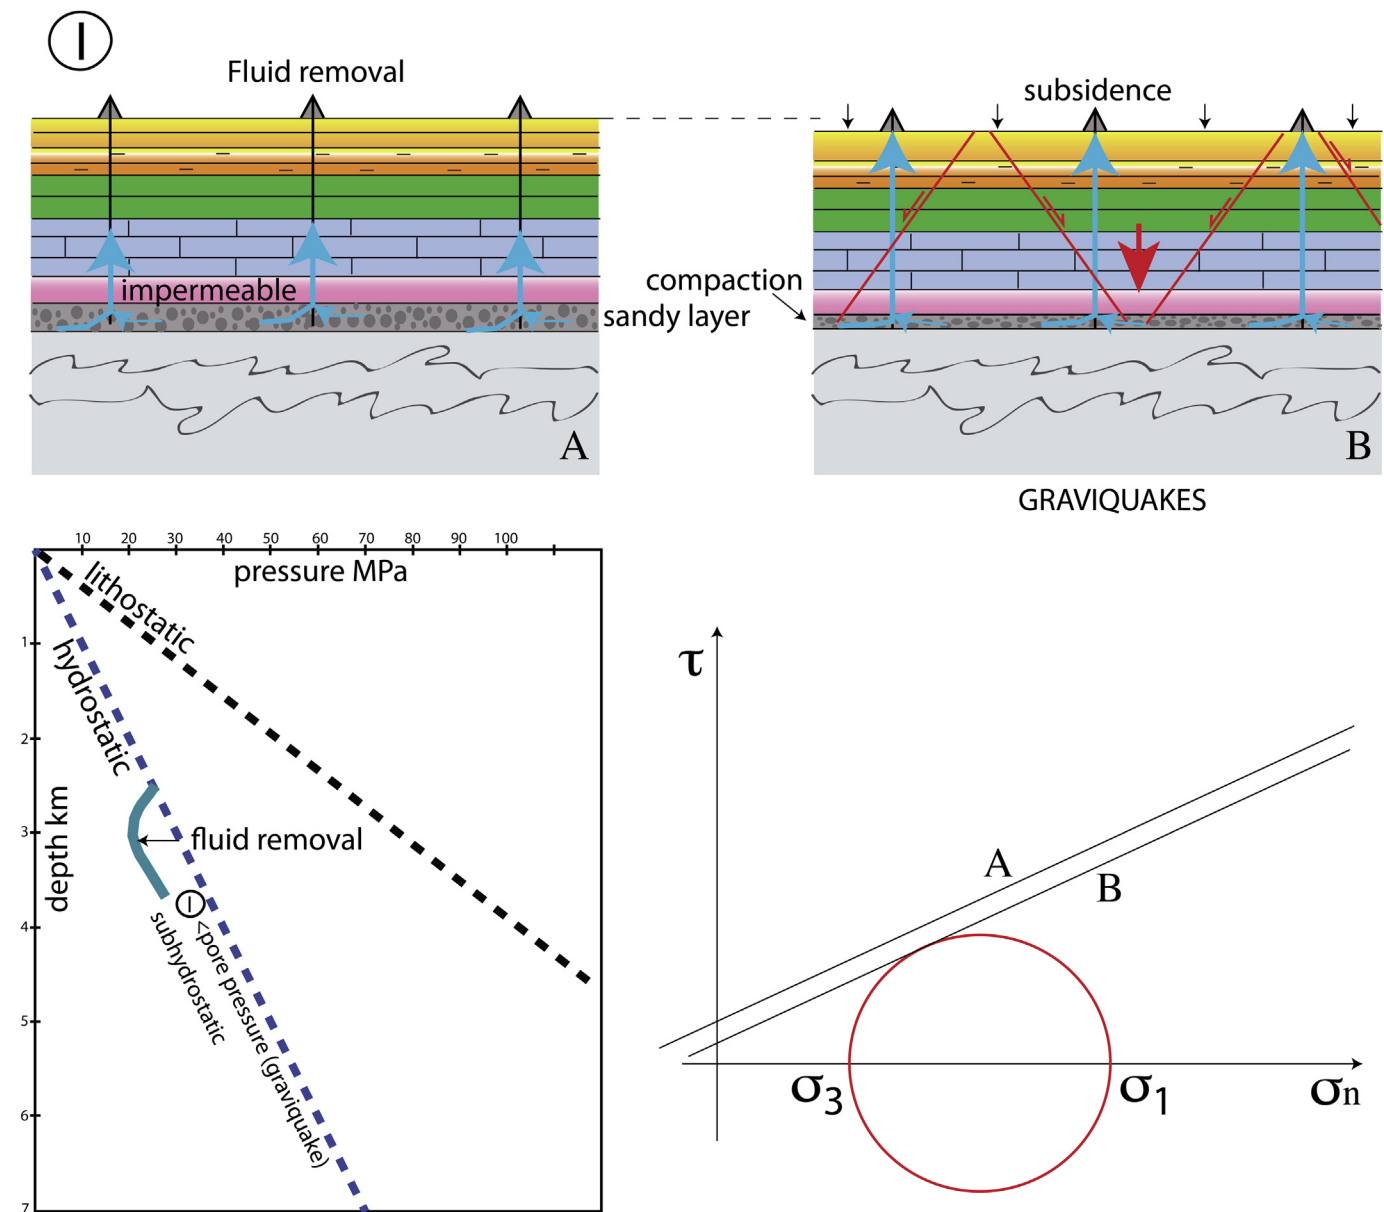 I
Fluid removal
subsidence
impermeable
compaction
sandy layer
A
B
GRAVIQUAKES
10 20 30 40 50 60 70 80 90 100
pressure MPa
lithostatic
hydrostatic
1
2
3
4
5
6
7
depth km
fluid removal
I
<pore pressure (graviquake)
subhydrostatic
τ
A
B
σ3
σ1
σn